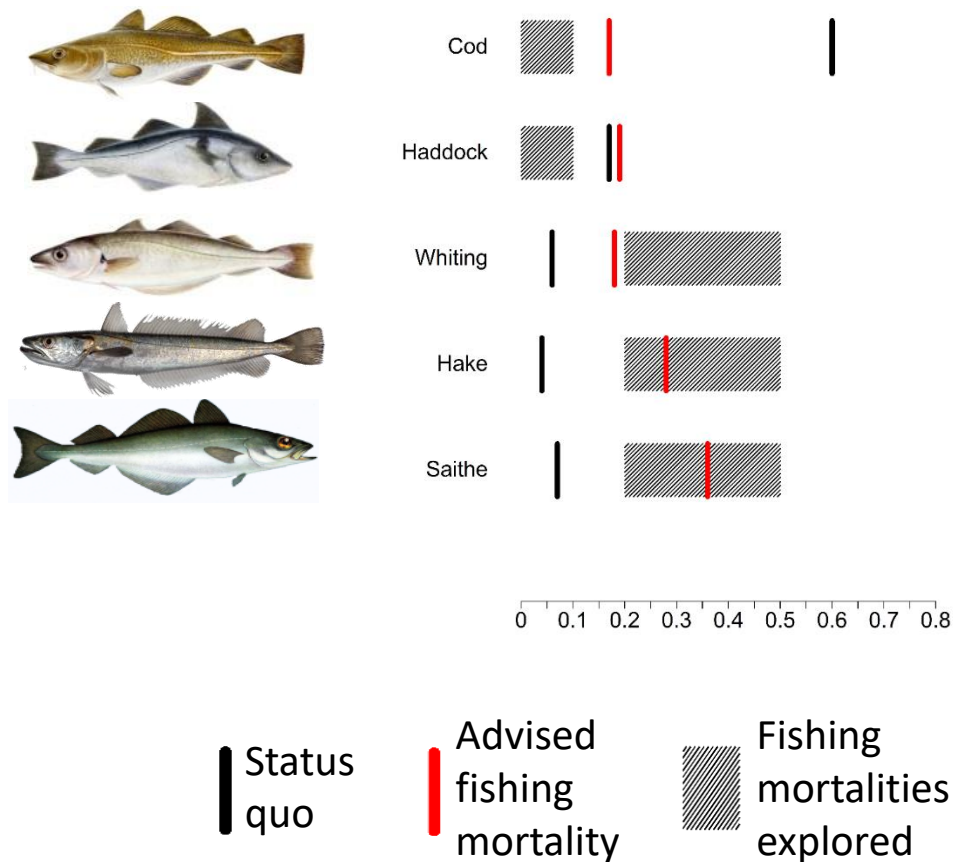 Cod
Haddock
Whiting
Hake
Saithe
0 0.1 0.2 0.3 0.4 0.5 0.6 0.7 0.8
Status
quo
Advised
fishing
mortality
Fishing
mortalities
explored